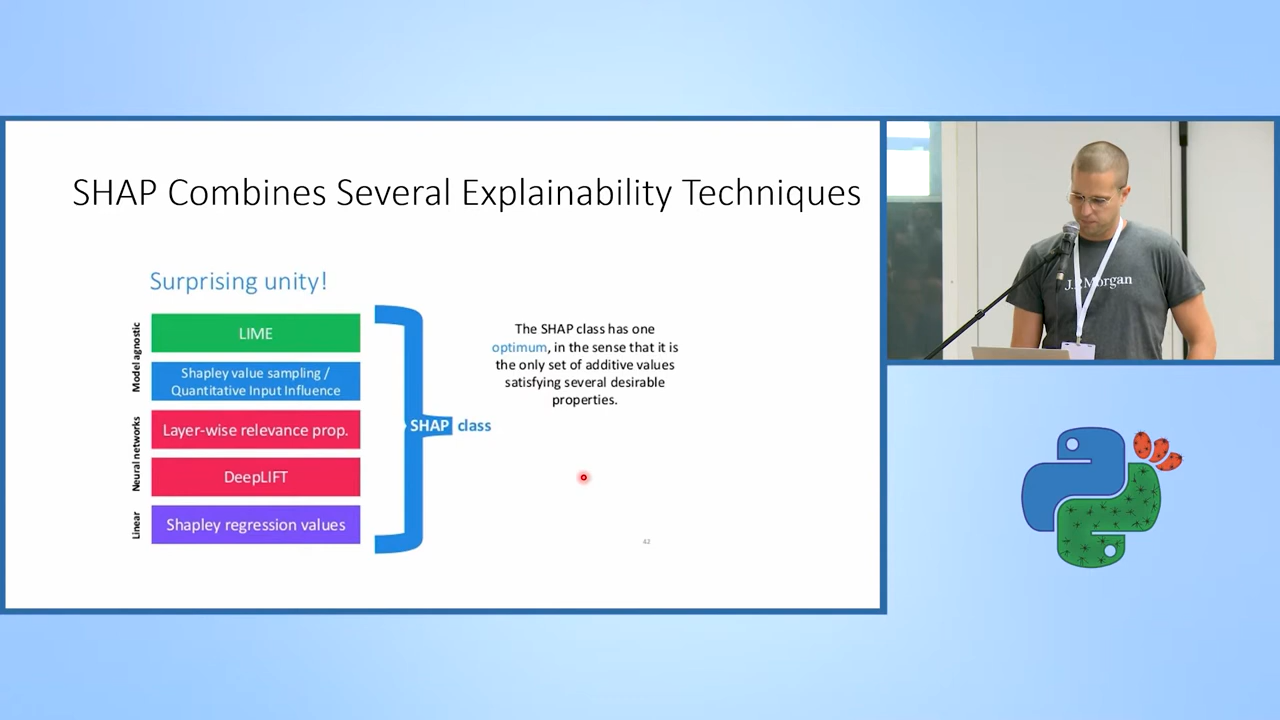 SHAP Combines Several Explainability Techniques
Surprising unity!
Model agnostic
LIME
Shapley value sampling /
Quantitative Input Influence
Neural networks
Layer-wise relevance prop.
DeepLIFT
Linear
Shapley regression values
SHAP class
The SHAP class has one
optimum, in the sense that it is
the only set of additive values
satisfying several desirable
properties.
42
J.P.Morgan